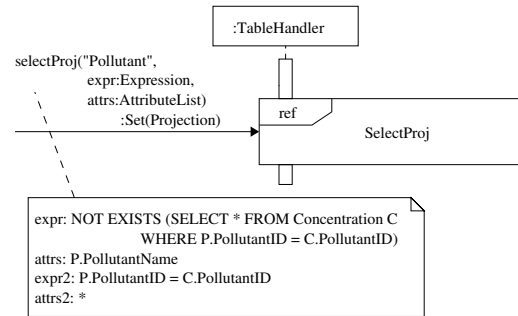 :TableHandler
selectProj("Pollutant",
expr:Expression,
attrs:AttributeList)
:Set(Projection)
ref
SelectProj
expr: NOT EXISTS (SELECT * FROM Concentration C
WHERE P.PollutantID = C.PollutantID)
attrs: P.PollutantName
expr2: P.PollutantID = C.PollutantID
attrs2: *